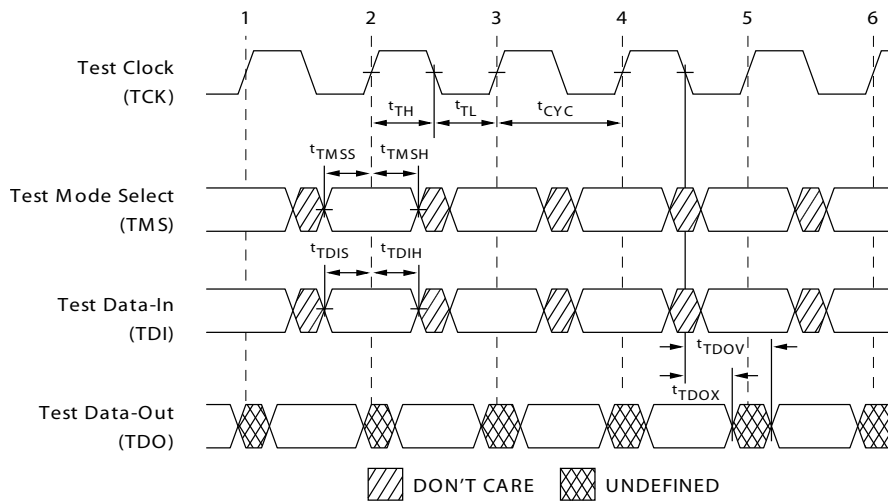 1 2 3 4 5 6
Test Clock
(TCK)
tTH tTL tCYC
tTMSS tTMSH
Test Mode Select
(TMS)
tTDIS tTDIH
Test Data-In
(TDI)
tTDOV
tTDOX
Test Data-Out
(TDO)
DON'T CARE UNDEFINED